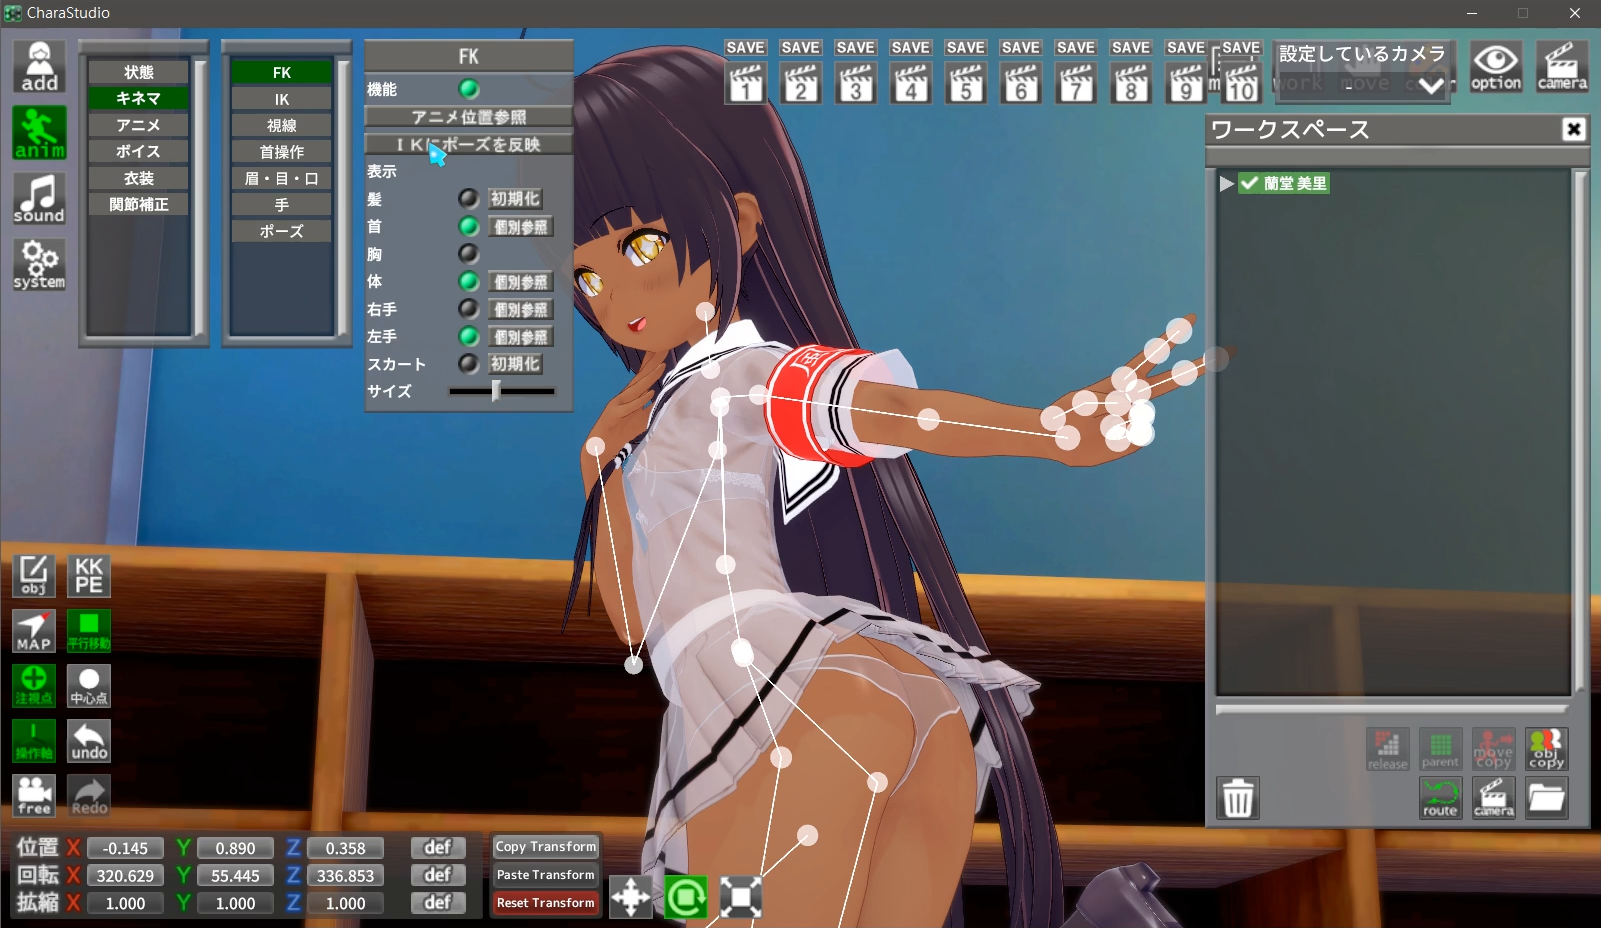 CharaStudio
add
anim
sound
system
状態
キネマ
アニメ
ボイス
衣装
関節補正
FK
IK
視線
首操作
眉・目・口
手
ポーズ
FK
機能
アニメ位置参照
ＩＫにポーズを反映
表示
髪 初期化
首 個別参照
胸
体 個別参照
右手 個別参照
左手 個別参照
スカート 初期化
サイズ
SAVE SAVE SAVE SAVE SAVE SAVE SAVE SAVE SAVE SAVE
1 2 3 4 5 6 7 8 9 10
設定しているカメラ
-
work move
option
camera
ワークスペース
蘭堂 美里
release
parent
move copy
obj copy
route
camera
obj
KK
PE
MAP
平行移動
注視点
中心点
操作軸
undo
free
Redo
位置 X -0.145 Y 0.890 Z 0.358 def
回転 X 320.629 Y 55.445 Z 336.853 def
拡縮 X 1.000 Y 1.000 Z 1.000 def
Copy Transform
Paste Transform
Reset Transform